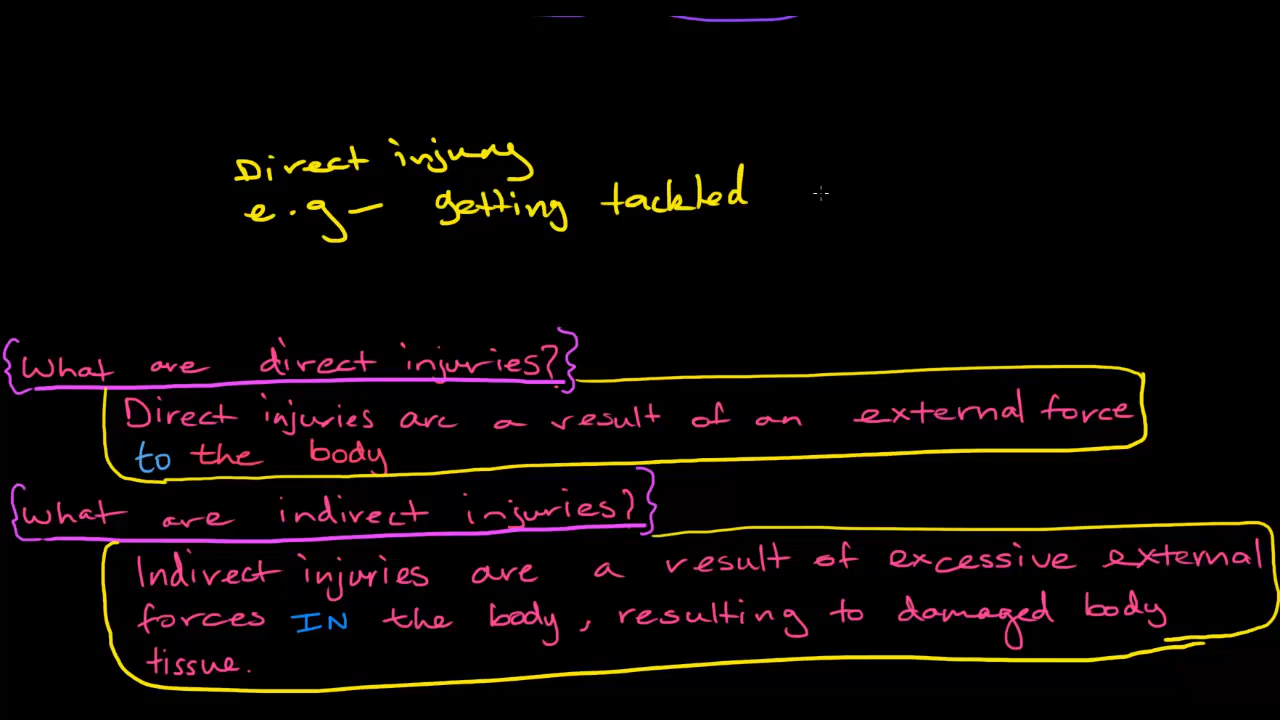 Direct injury
e.g - getting tackled
What are direct injuries?
Direct injuries are a result of an external force
to the body
What are indirect injuries?
Indirect injuries are a result of excessive external
forces IN the body, resulting to damaged body
tissue.